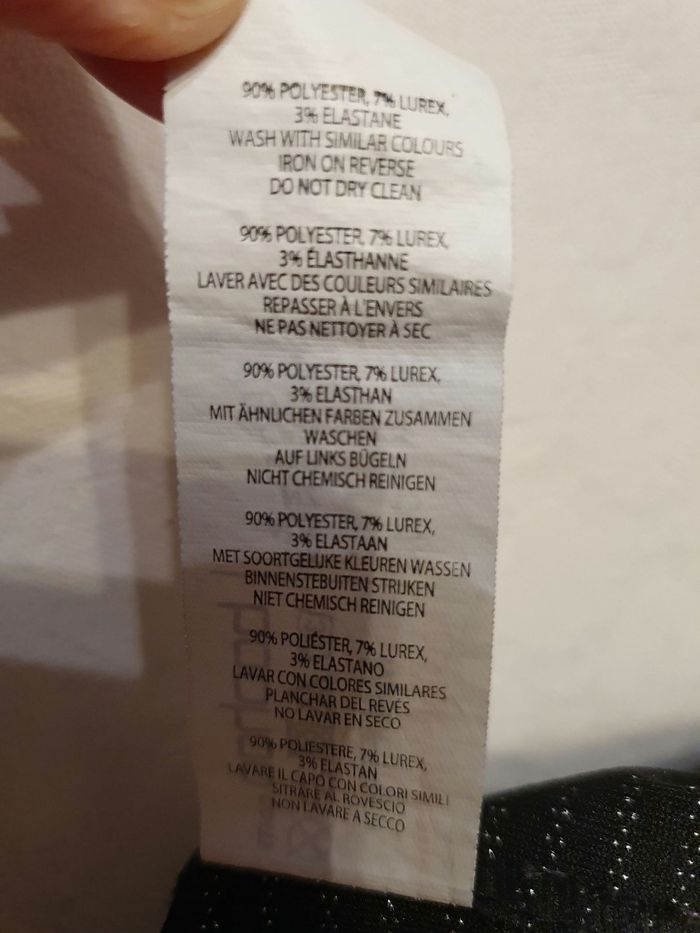 90% POLYESTER, 7% LUREX,
3% ELASTANE
WASH WITH SIMILAR COLOURS
IRON ON REVERSE
DO NOT DRY CLEAN
90% POLYESTER, 7% LUREX,
3% ÉLASTHANNE
LAVER AVEC DES COULEURS SIMILAIRES
REPASSER À L'ENVERS
NE PAS NETTOYER À SEC
90% POLYESTER, 7% LUREX,
3% ELASTHAN
MIT ÄHNLICHEN FARBEN ZUSAMMEN
WASCHEN
AUF LINKS BÜGELN
NICHT CHEMISCH REINIGEN
90% POLYESTER, 7% LUREX,
3% ELASTAAN
MET SOORTGELIJKE KLEUREN WASSEN
BINNENSTEBUITEN STRIJKEN
NIET CHEMISCH REINIGEN
90% POLIÉSTER, 7% LUREX,
3% ELASTANO
LAVAR CON COLORES SIMILARES
PLANCHAR DEL REVÉS
NO LAVAR EN SECO
90% POLIESTERE, 7% LUREX,
3% ELASTAN
LAVARE IL CAPO CON COLORI SIMILI
SITRARE AL ROVESCIO
NON LAVARE A SECCO